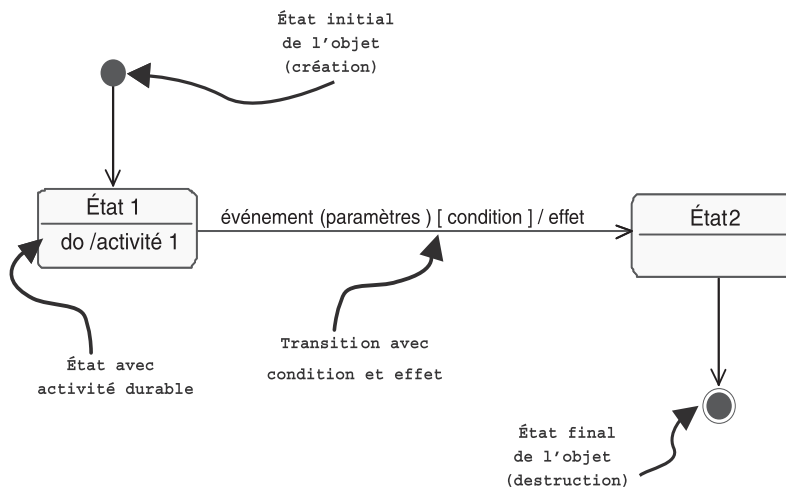 État initial
de l'objet
(création)
État 1
do /activité 1
événement (paramètres ) [ condition ] / effet
État2
État avec
activité durable
Transition avec
condition et effet
État final
de l'objet
(destruction)